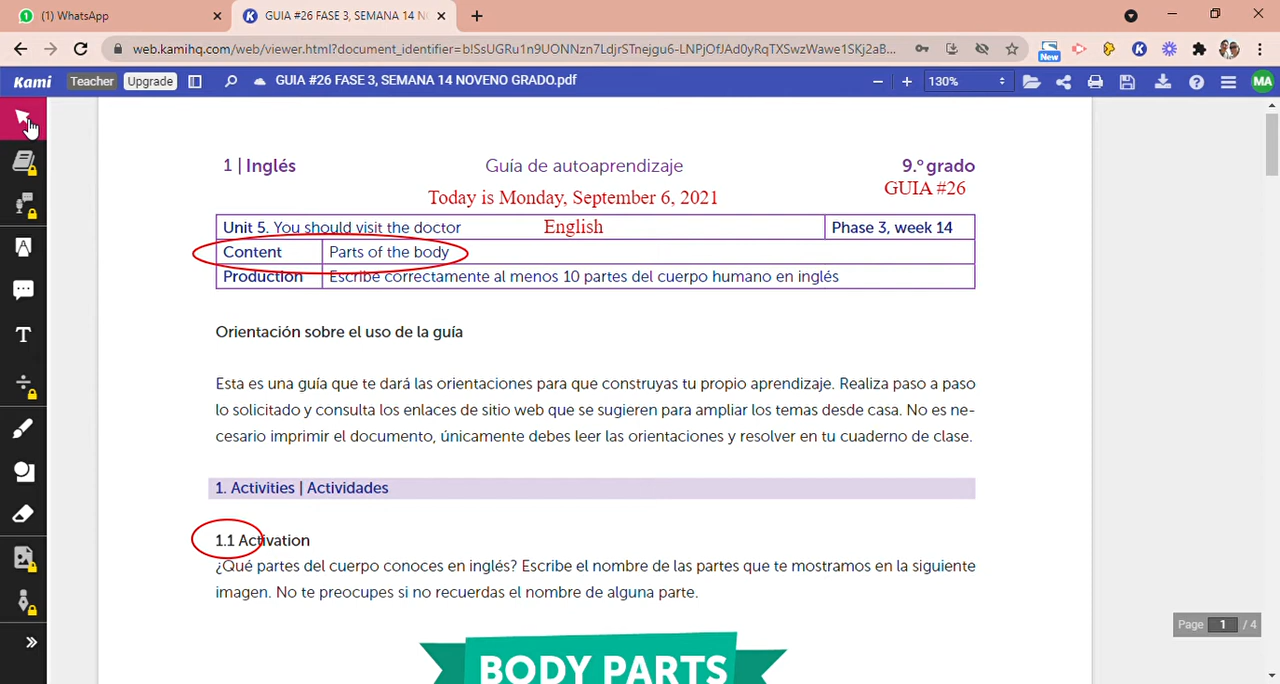 (1) WhatsApp
GUIA #26 FASE 3, SEMANA 14 NO
web.kamihq.com/web/viewer.html?document_identifier=blSsUGRu1n9UONNzn7LdjrSTnejgu6-LNPjOfJAd0yRqTXSwzWawe1SKj2aB...
New
Kami
Teacher
Upgrade
GUIA #26 FASE 3, SEMANA 14 NOVENO GRADO.pdf
130%
MA
1 | Inglés
Guía de autoaprendizaje
9.º grado
Today is Monday, September 6, 2021
GUIA #26
Unit 5. You should visit the doctor
English
Phase 3, week 14
Content
Parts of the body
Production
Escribe correctamente al menos 10 partes del cuerpo humano en inglés
Orientación sobre el uso de la guía
Esta es una guía que te dará las orientaciones para que construyas tu propio aprendizaje. Realiza paso a paso
lo solicitado y consulta los enlaces de sitio web que se sugieren para ampliar los temas desde casa. No es ne-
cesario imprimir el documento, únicamente debes leer las orientaciones y resolver en tu cuaderno de clase.
1. Activities | Actividades
1.1 Activation
¿Qué partes del cuerpo conoces en inglés? Escribe el nombre de las partes que te mostramos en la siguiente
imagen. No te preocupes si no recuerdas el nombre de alguna parte.
Page 1 / 4
BODY PARTS